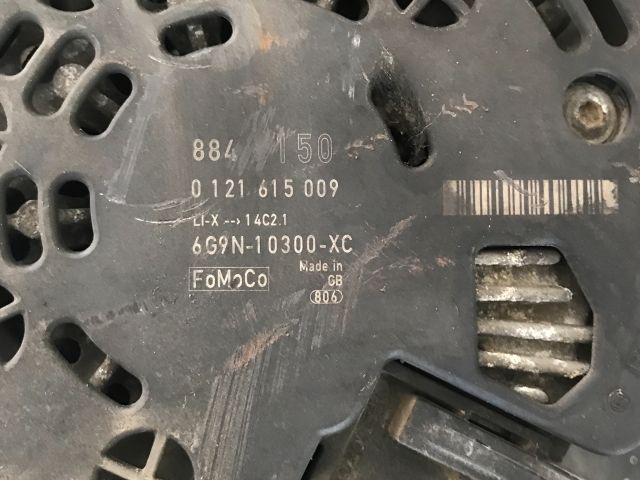 884 150
0 121 615 009
LI-X --> 14C2.1
6G9N-10300-XC
FoMoCo Made in
GB
806